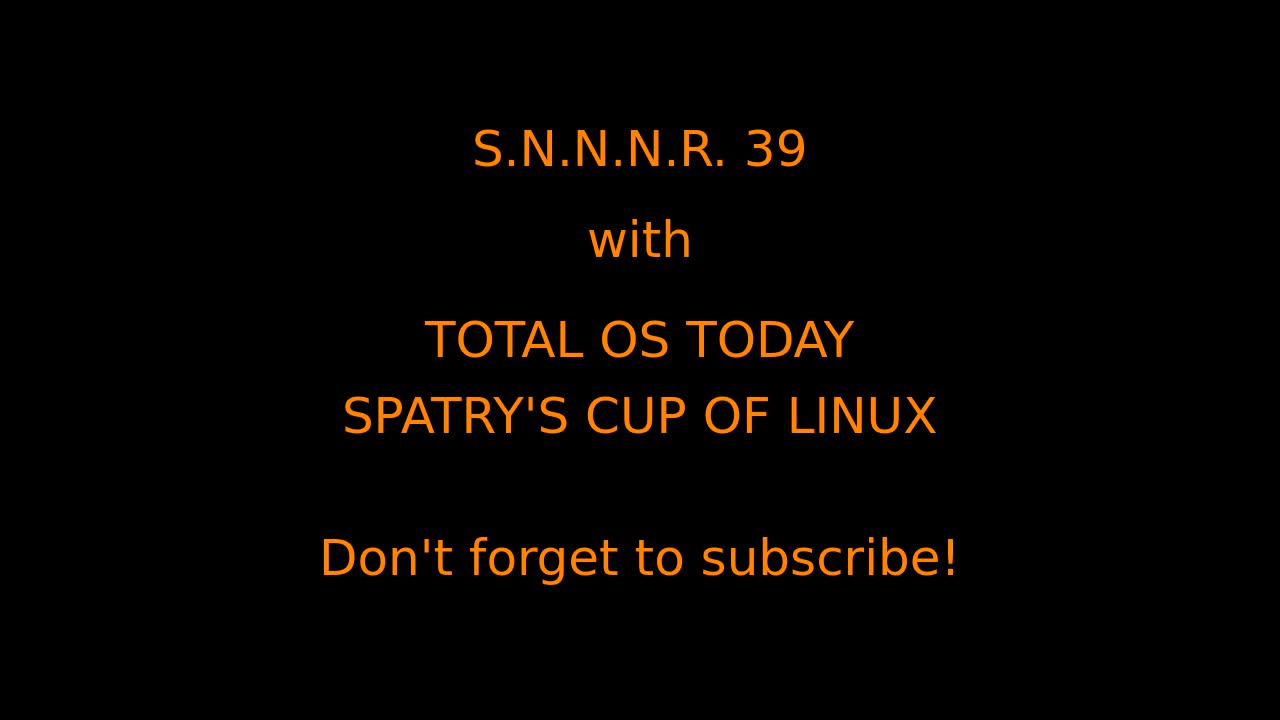 S.N.N.N.R. 39
with
TOTAL OS TODAY
SPATRY'S CUP OF LINUX
Don't forget to subscribe!